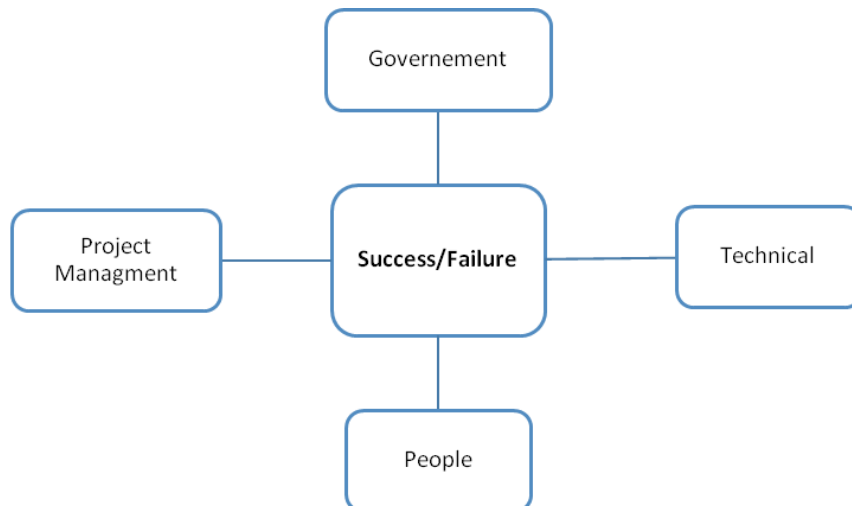 Governement
Project
Managment
Success/Failure
Technical
People